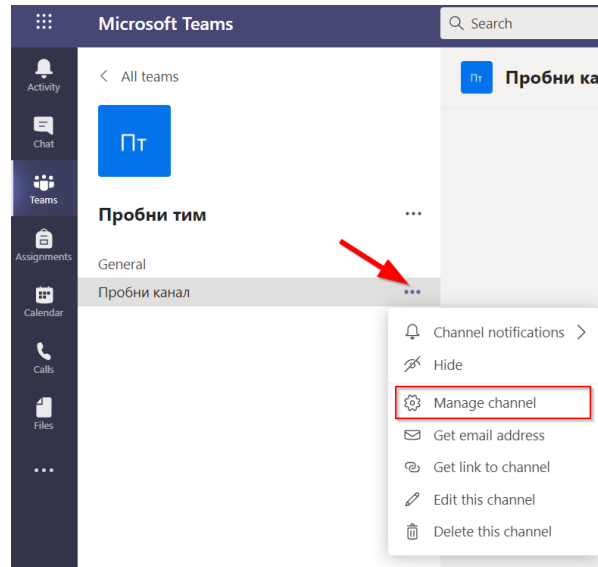 Microsoft Teams
Search
Activity
Chat
Teams
Assignments
Calendar
Calls
Files
All teams
Пт
Пробни тим
General
Пробни канал
Пт
Пробни ка
Channel notifications
Hide
Manage channel
Get email address
Get link to channel
Edit this channel
Delete this channel